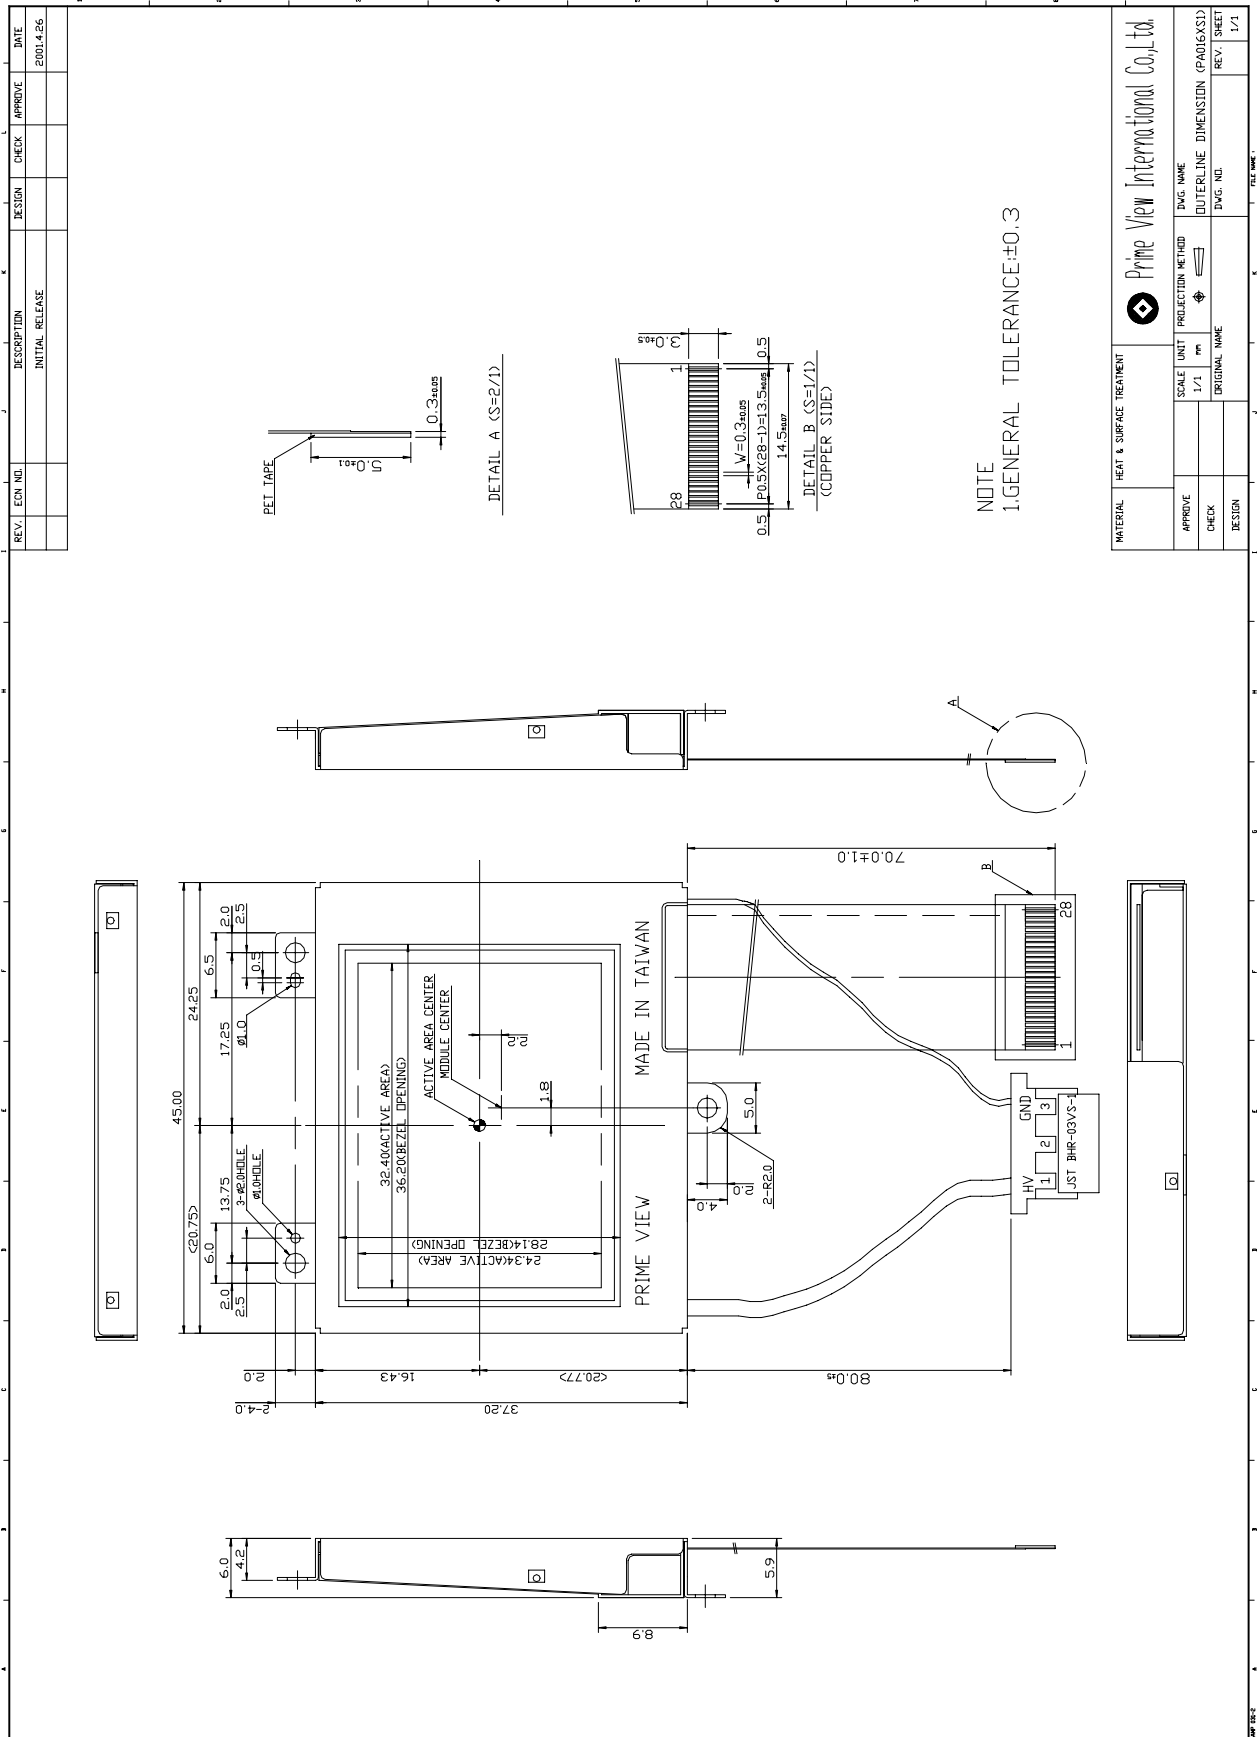 REV.
ECN NO.
DESCRIPTION
DESIGN
CHECK
APPROVE
DATE
INITIAL RELEASE
2001.4.26
PET TAPE
5.0±0.1
0.3±0.05
DETAIL A (S=2/1)
3.0±0.5
28
1
W=0.3±0.05
0.5
P0.5X(28-1)=13.5±0.05
0.5
14.5±0.07
DETAIL B (S=1/1)
(COPPER SIDE)
NOTE
1.GENERAL TOLERANCE:±0.3
45.00
<20.75>
24.25
13.75
17.25
6.0
6.5
2.0
2.5
2.0
2.5
0.5
ø1.0
3-ø2.0HOLE
ø1.0HOLE
2.0
2-4.0
16.43
<20.77>
37.20
80.0±5
32.40(ACTIVE AREA)
36.20(BEZEL OPENING)
28.14(BEZEL OPENING)
24.34(ACTIVE AREA)
ACTIVE AREA CENTER
MODULE CENTER
2.2
1.8
PRIME VIEW
MADE IN TAIWAN
5.0
2.0
4.0
2-R2.0
70.0±1.0
B
28
1
HV
GND
1
2
3
JST BHR-03VS-1
A
6.0
4.2
5.9
8.9
MATERIAL
HEAT & SURFACE TREATMENT
Prime View International Co.,Ltd.
APPROVE
CHECK
DESIGN
SCALE
1/1
UNIT
mm
PROJECTION METHOD
DWG. NAME
OUTERLINE DIMENSION (PA016XS1)
ORIGINAL NAME
DWG. NO.
REV.
SHEET
1/1
FILE NAME :